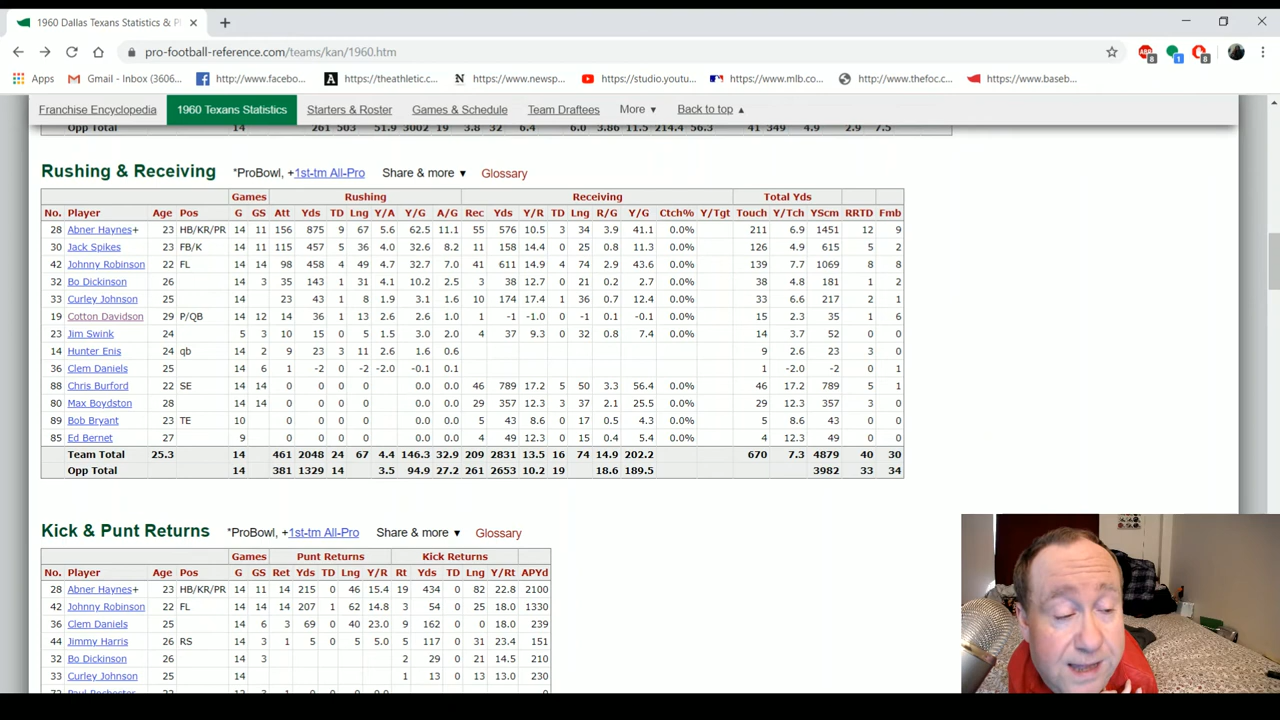 1960 Dallas Texans Statistics & P
pro-football-reference.com/teams/kan/1960.htm
Apps Gmail - Inbox (3606... http://www.facebo... https://theathletic.c... https://www.newsp... https://studio.youtu... http://www.mlb.co... http://www.thefoc.c... https://www.baseb...
Franchise Encyclopedia 1960 Texans Statistics Starters & Roster Games & Schedule Team Draftees More ▼ Back to top ▲
Opp Total 14 261 503 51.9 3002 19 3.8 32 6.4 6.0 3.86 11.5 214.4 56.3 41 349 4.9 2.9 7.5
Rushing & Receiving *ProBowl, +1st-tm All-Pro Share & more ▼ Glossary
Games Rushing Receiving Total Yds
No. Player Age Pos G GS Att Yds TD Lng Y/A Y/G A/G Rec Yds Y/R TD Lng R/G Y/G Ctch% Y/Tgt Touch Y/Tch YScm RRTD Fmb
28 Abner Haynes+ 23 HB/KR/PR 14 11 156 875 9 67 5.6 62.5 11.1 55 576 10.5 3 34 3.9 41.1 0.0% 211 6.9 1451 12 9
30 Jack Spikes 23 FB/K 14 11 115 457 5 36 4.0 32.6 8.2 11 158 14.4 0 25 0.8 11.3 0.0% 126 4.9 615 5 2
42 Johnny Robinson 22 FL 14 14 98 458 4 49 4.7 32.7 7.0 41 611 14.9 4 74 2.9 43.6 0.0% 139 7.7 1069 8 8
32 Bo Dickinson 26 14 3 35 143 1 31 4.1 10.2 2.5 3 38 12.7 0 21 0.2 2.7 0.0% 38 4.8 181 1 2
33 Curley Johnson 25 14 23 43 1 8 1.9 3.1 1.6 10 174 17.4 1 36 0.7 12.4 0.0% 33 6.6 217 2 1
19 Cotton Davidson 29 P/QB 14 12 14 36 1 13 2.6 2.6 1.0 1 -1 -1.0 0 -1 0.1 -0.1 0.0% 15 2.3 35 1 6
23 Jim Swink 24 5 3 10 15 0 5 1.5 3.0 2.0 4 37 9.3 0 32 0.8 7.4 0.0% 14 3.7 52 0 0
14 Hunter Enis 24 qb 14 2 9 23 3 11 2.6 1.6 0.6 9 2.6 23 3 0
36 Clem Daniels 25 14 6 1 -2 0 -2 -2.0 -0.1 0.1 1 -2.0 -2 0 1
88 Chris Burford 22 SE 14 14 0 0 0 0 0.0 0.0 46 789 17.2 5 50 3.3 56.4 0.0% 46 17.2 789 5 1
80 Max Boydston 28 14 14 0 0 0 0 0.0 0.0 29 357 12.3 3 37 2.1 25.5 0.0% 29 12.3 357 3 0
89 Bob Bryant 23 TE 10 0 0 0 0 0.0 0.0 5 43 8.6 0 17 0.5 4.3 0.0% 5 8.6 43 0 0
85 Ed Bernet 27 9 0 0 0 0 0.0 0.0 4 49 12.3 0 15 0.4 5.4 0.0% 4 12.3 49 0 0
Team Total 25.3 14 461 2048 24 67 4.4 146.3 32.9 209 2831 13.5 16 74 14.9 202.2 670 7.3 4879 40 30
Opp Total 14 381 1329 14 3.5 94.9 27.2 261 2653 10.2 19 18.6 189.5 3982 33 34
Kick & Punt Returns *ProBowl, +1st-tm All-Pro Share & more ▼ Glossary
Games Punt Returns Kick Returns
No. Player Age Pos G GS Ret Yds TD Lng Y/R Rt Yds TD Lng Y/Rt APYd
28 Abner Haynes+ 23 HB/KR/PR 14 11 14 215 0 46 15.4 19 434 0 82 22.8 2100
42 Johnny Robinson 22 FL 14 14 14 207 1 62 14.8 3 54 0 25 18.0 1330
36 Clem Daniels 25 14 6 3 69 0 40 23.0 9 162 0 0 18.0 239
44 Jimmy Harris 26 RS 14 3 1 5 0 5 5.0 5 117 0 31 23.4 151
32 Bo Dickinson 26 14 3 2 29 0 21 14.5 210
33 Curley Johnson 25 14 1 13 0 13 13.0 230